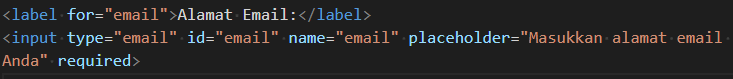 <label for="email">Alamat Email:</label>
<input type="email" id="email" name="email" placeholder="Masukkan alamat email
Anda" required>